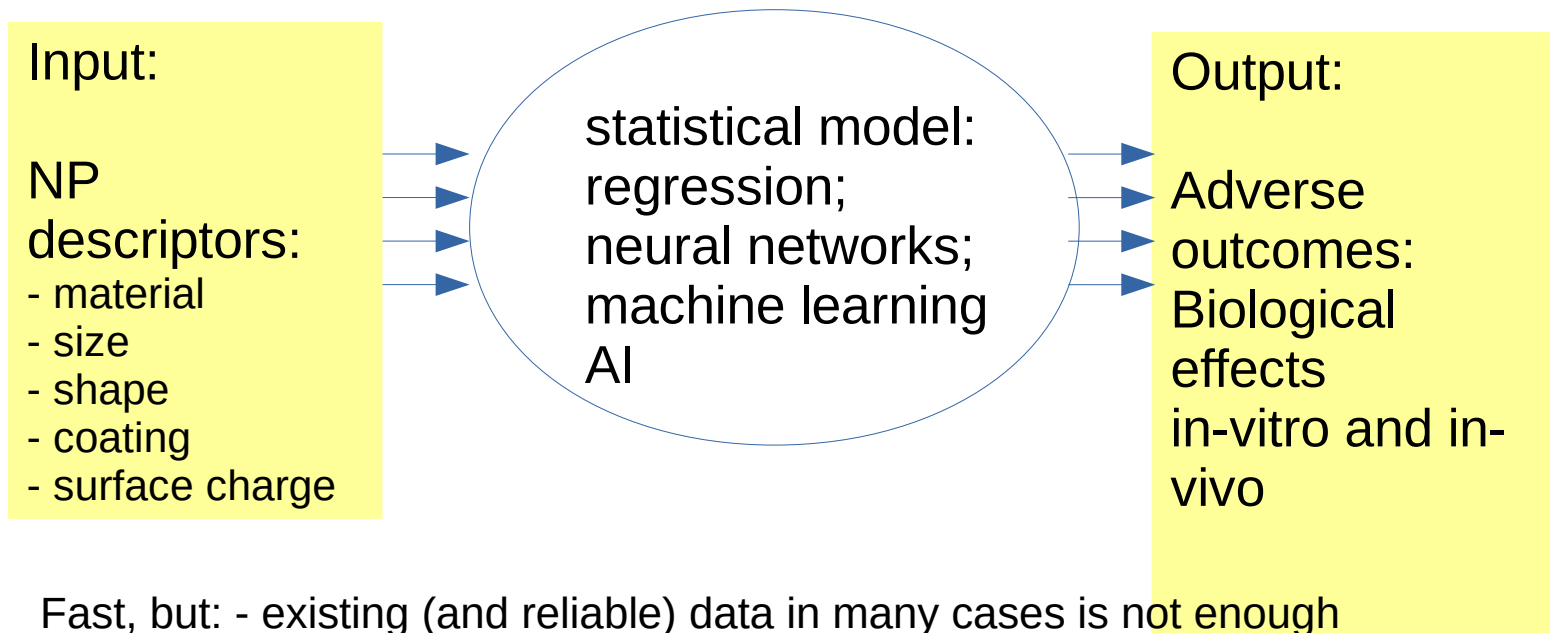 Input:
NP
descriptors:
- material
- size
- shape
- coating
- surface charge
statistical model:
regression;
neural networks;
machine learning
AI
Output:
Adverse
outcomes:
Biological
effects
in-vitro and in-
vivo
Fast, but: - existing (and reliable) data in many cases is not enough